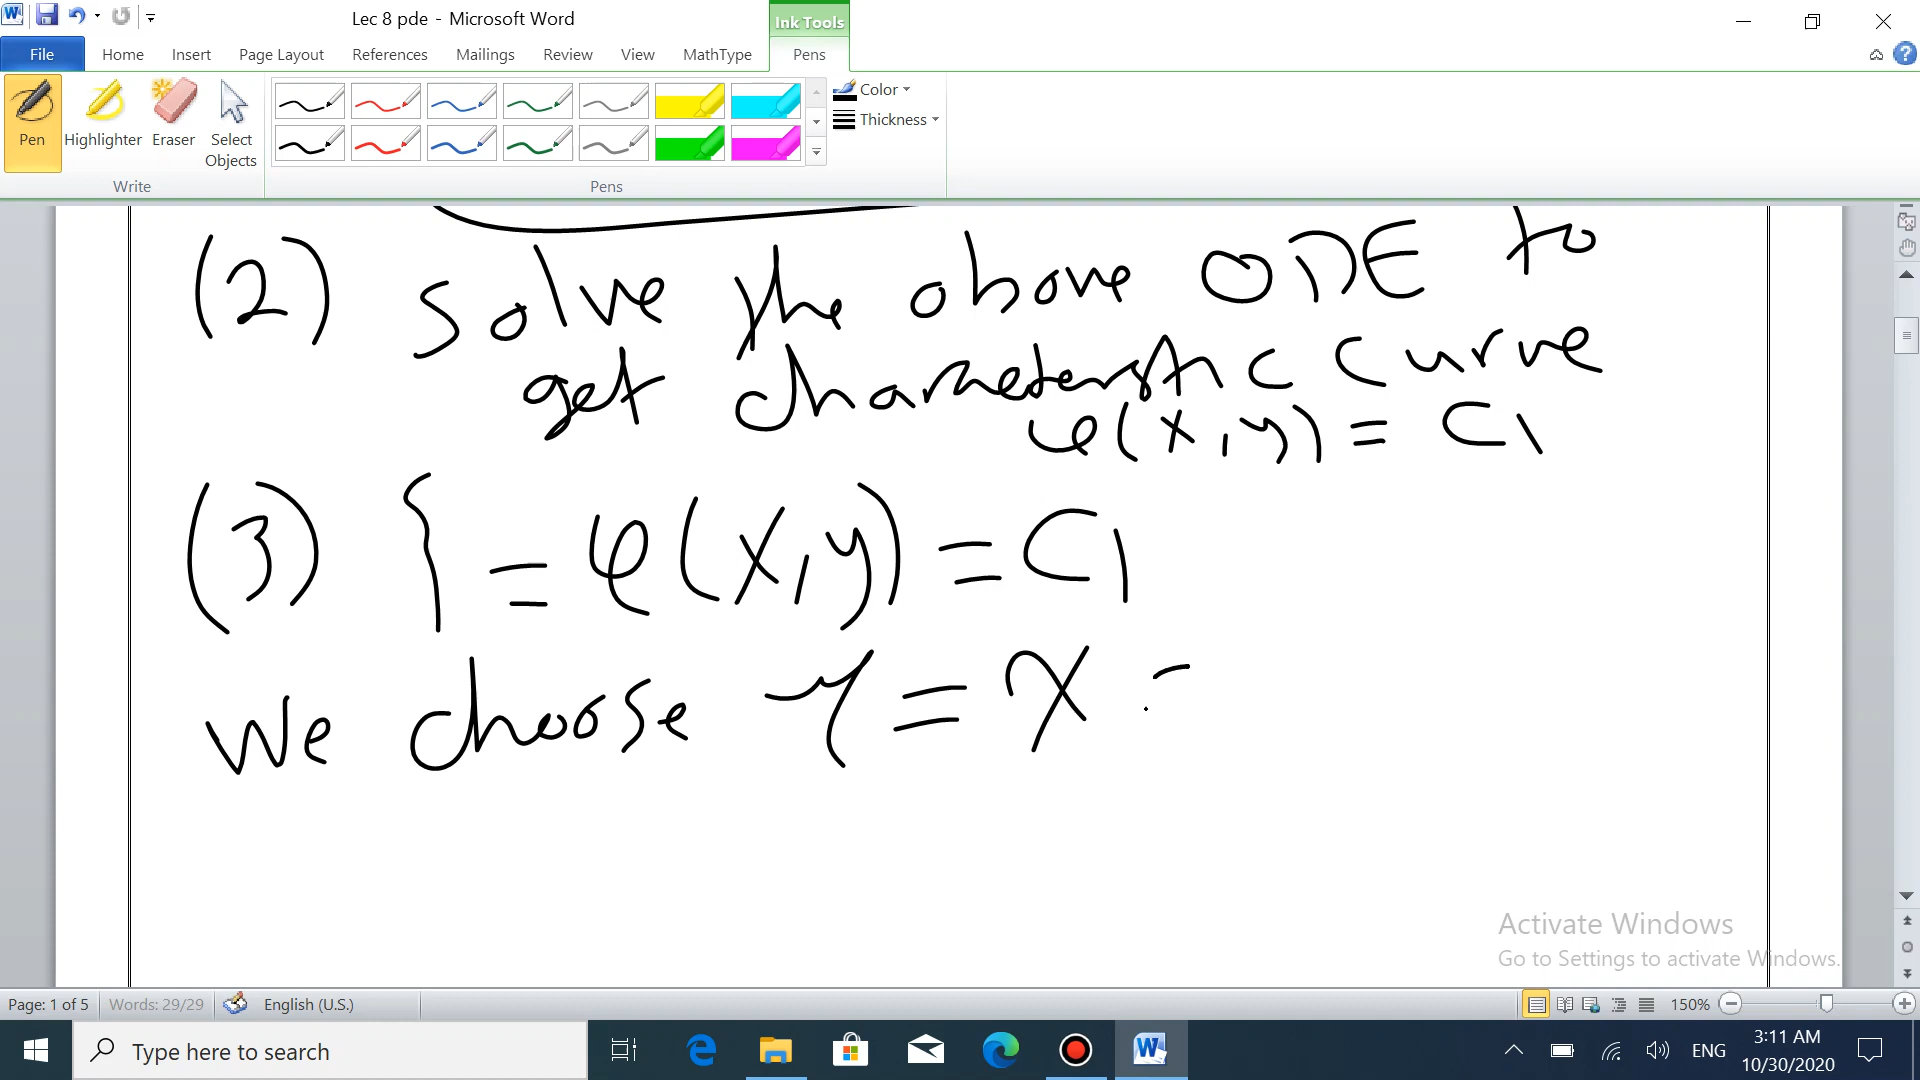 Lec 8 pde - Microsoft Word
Ink Tools
File Home Insert Page Layout References Mailings Review View MathType Pens
Pen Highlighter Eraser Select Objects
Color
Thickness
Write Pens
(2) solve the above ODE to
get characteristic curve
φ(x,y) = C1
(3) ξ = φ(x,y) = C1
We choose η = x =
Activate Windows
Go to Settings to activate Windows.
Page: 1 of 5 Words: 29/29 English (U.S.) 150%
Type here to search
ENG
3:11 AM
10/30/2020